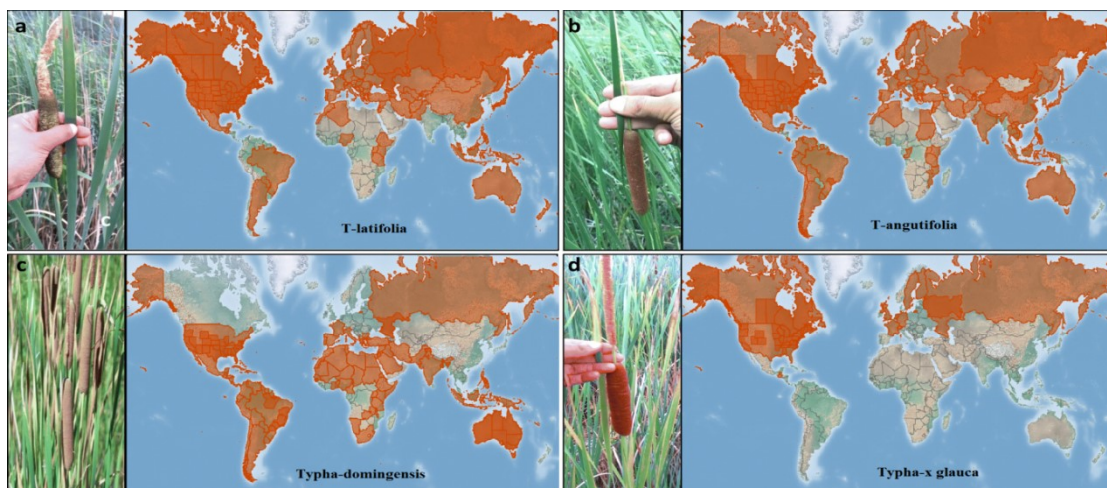 a
b
C
T-latifolia
T-angutifolia
c
d
Typha-domingensis
Typha-x glauca